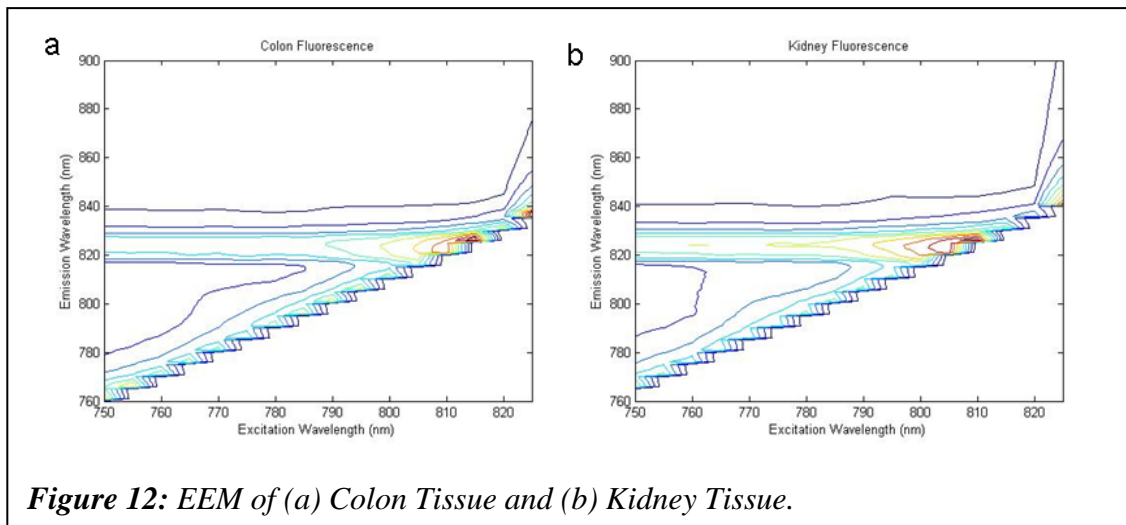 a
Colon Fluorescence
900
880
860
840
820
800
780
760
Emission Wavelength (nm)
750 760 770 780 790 800 810 820
Excitation Wavelength (nm)
b
Kidney Fluorescence
900
880
860
840
820
800
780
760
Emission Wavelength (nm)
750 760 770 780 790 800 810 820
Excitation Wavelength (nm)
Figure 12: EEM of (a) Colon Tissue and (b) Kidney Tissue.